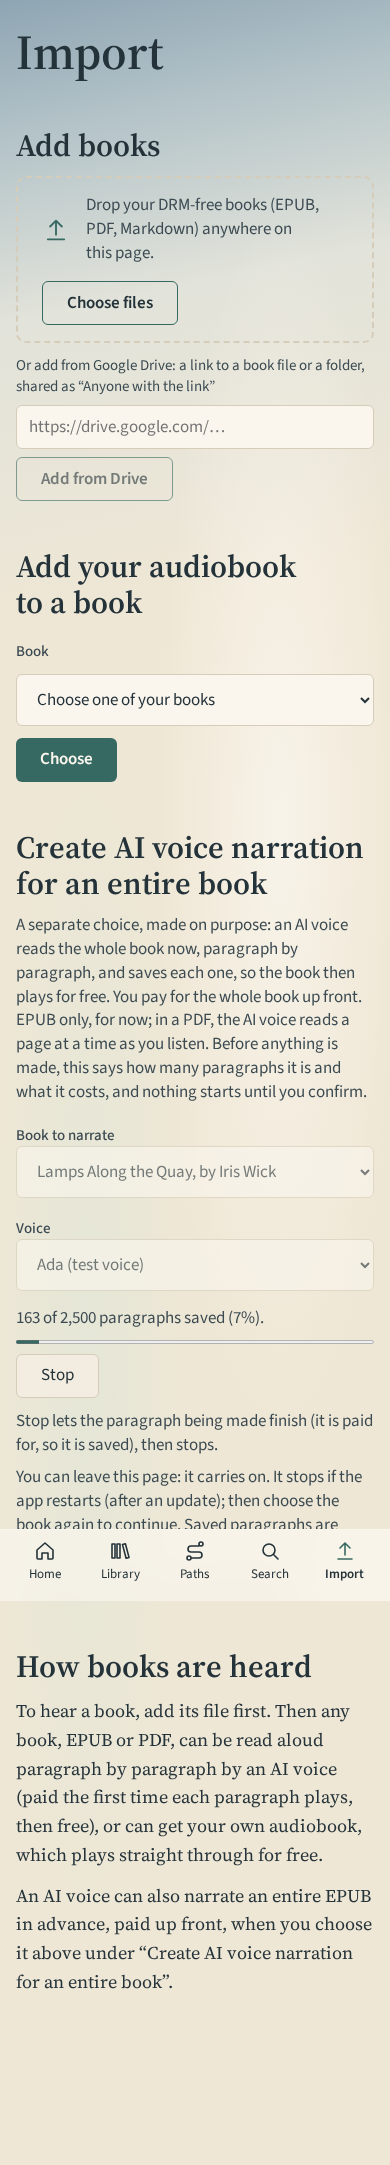 Import
Add books
Drop your DRM-free books (EPUB,
PDF, Markdown) anywhere on
this page.
Choose files
Or add from Google Drive: a link to a book file or a folder,
shared as “Anyone with the link”
https://drive.google.com/…
Add from Drive
Add your audiobook
to a book
Book
Choose one of your books
Choose
Create AI voice narration
for an entire book
A separate choice, made on purpose: an AI voice
reads the whole book now, paragraph by
paragraph, and saves each one, so the book then
plays for free. You pay for the whole book up front.
EPUB only, for now; in a PDF, the AI voice reads a
page at a time as you listen. Before anything is
made, this says how many paragraphs it is and
what it costs, and nothing starts until you confirm.
Book to narrate
Lamps Along the Quay, by Iris Wick
Voice
Ada (test voice)
163 of 2,500 paragraphs saved (7%).
Stop
Stop lets the paragraph being made finish (it is paid
for, so it is saved), then stops.
You can leave this page: it carries on. It stops if the
app restarts (after an update); then choose the
book again to continue. Saved paragraphs are
Home
Library
Paths
Search
Import
How books are heard
To hear a book, add its file first. Then any
book, EPUB or PDF, can be read aloud
paragraph by paragraph by an AI voice
(paid the first time each paragraph plays,
then free), or can get your own audiobook,
which plays straight through for free.
An AI voice can also narrate an entire EPUB
in advance, paid up front, when you choose
it above under “Create AI voice narration
for an entire book”.